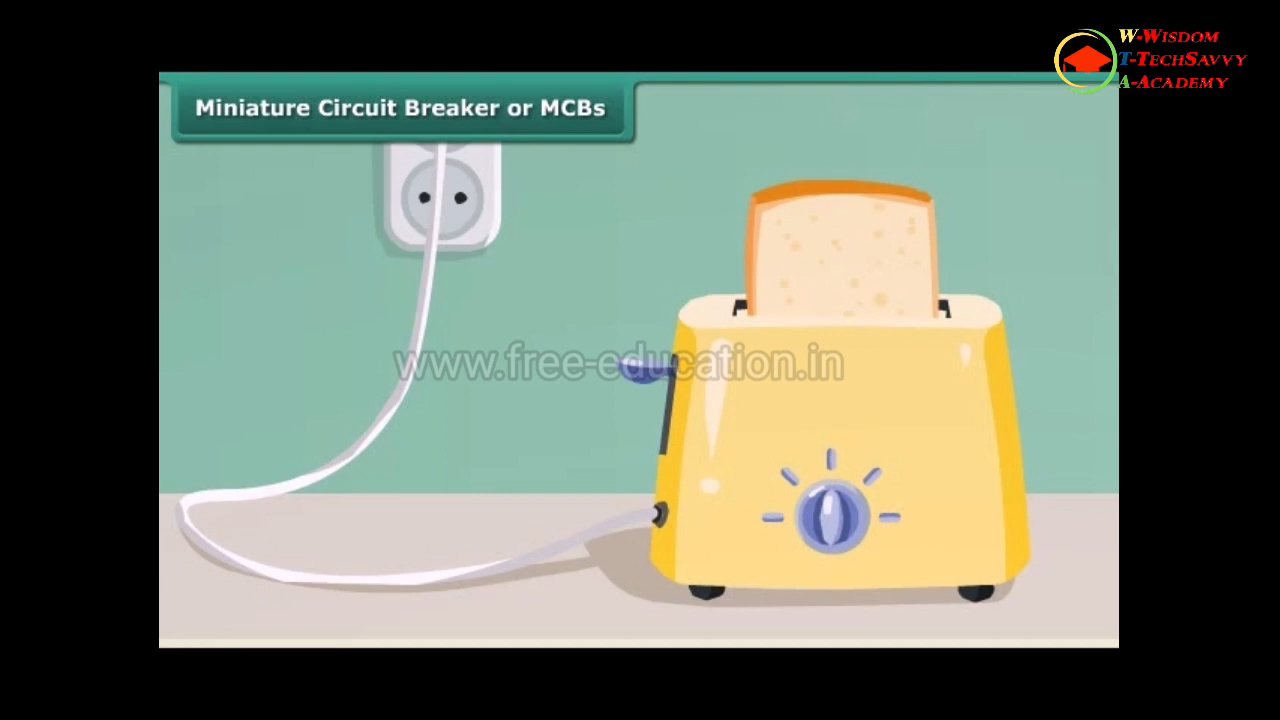 W-Wisdom
T-TechSavvy
A-Academy
Miniature Circuit Breaker or MCBs
www.free-education.in